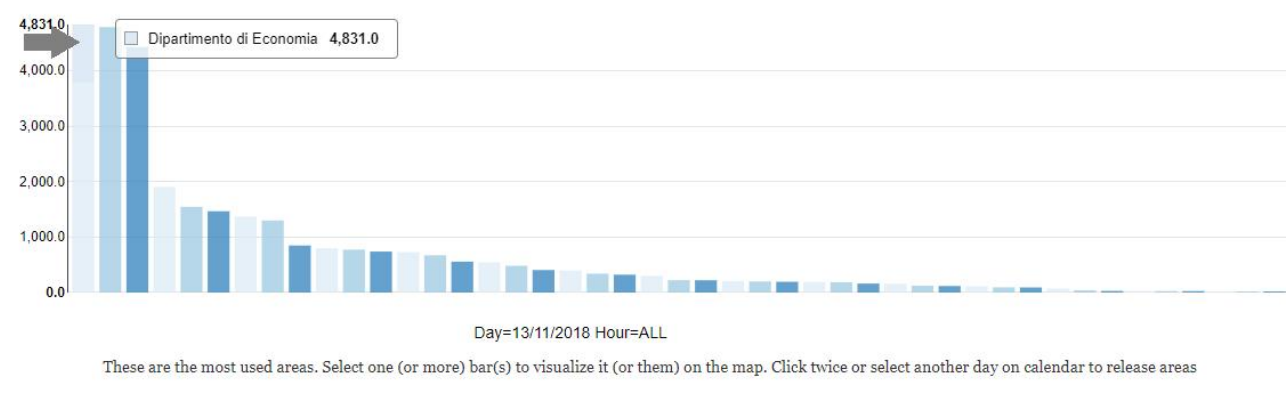 4,831.0
Dipartimento di Economia 4,831.0
4,000.0
3,000.0
2,000.0
1,000.0
0.0
Day=13/11/2018 Hour=ALL
These are the most used areas. Select one (or more) bar(s) to visualize it (or them) on the map. Click twice or select another day on calendar to release areas